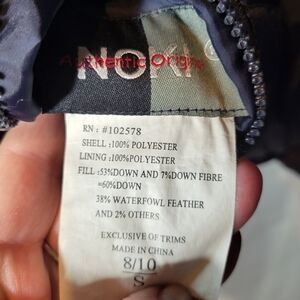 NOKI
Authentic Origin
RN : #102578
SHELL :100% POLYESTER
LINING :100%POLYESTER
FILL :53%DOWN AND 7%DOWN FIBRE
=60%DOWN
38% WATERFOWL FEATHER
AND 2% OTHERS
EXCLUSIVE OF TRIMS
MADE IN CHINA
8/10
S